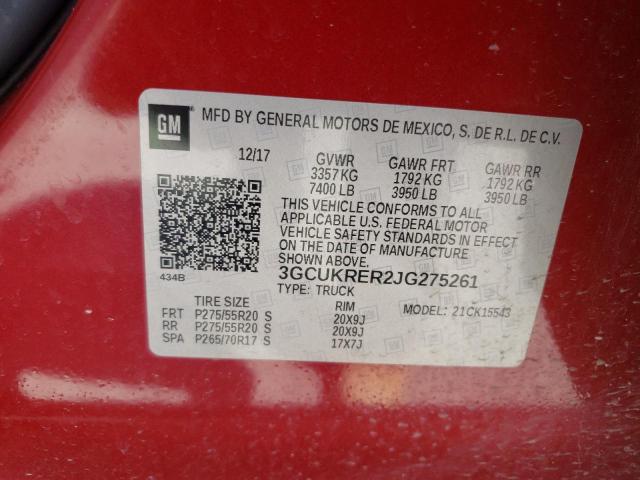 GM
MFD BY GENERAL MOTORS DE MEXICO, S. DE R.L. DE C.V.
12/17 GVWR GAWR FRT GAWR RR
3357 KG 1792 KG 1792 KG
7400 LB 3950 LB 3950 LB
THIS VEHICLE CONFORMS TO ALL
APPLICABLE U.S. FEDERAL MOTOR
VEHICLE SAFETY STANDARDS IN EFFECT
ON THE DATE OF MANUFACTURE
SHOWN ABOVE.
434B 3GCUKRER2JG275261
TYPE: TRUCK
TIRE SIZE RIM MODEL: 21CK15543
FRT P275/55R20 S 20X9J
RR P275/55R20 S 20X9J
SPA P265/70R17 S 17X7J